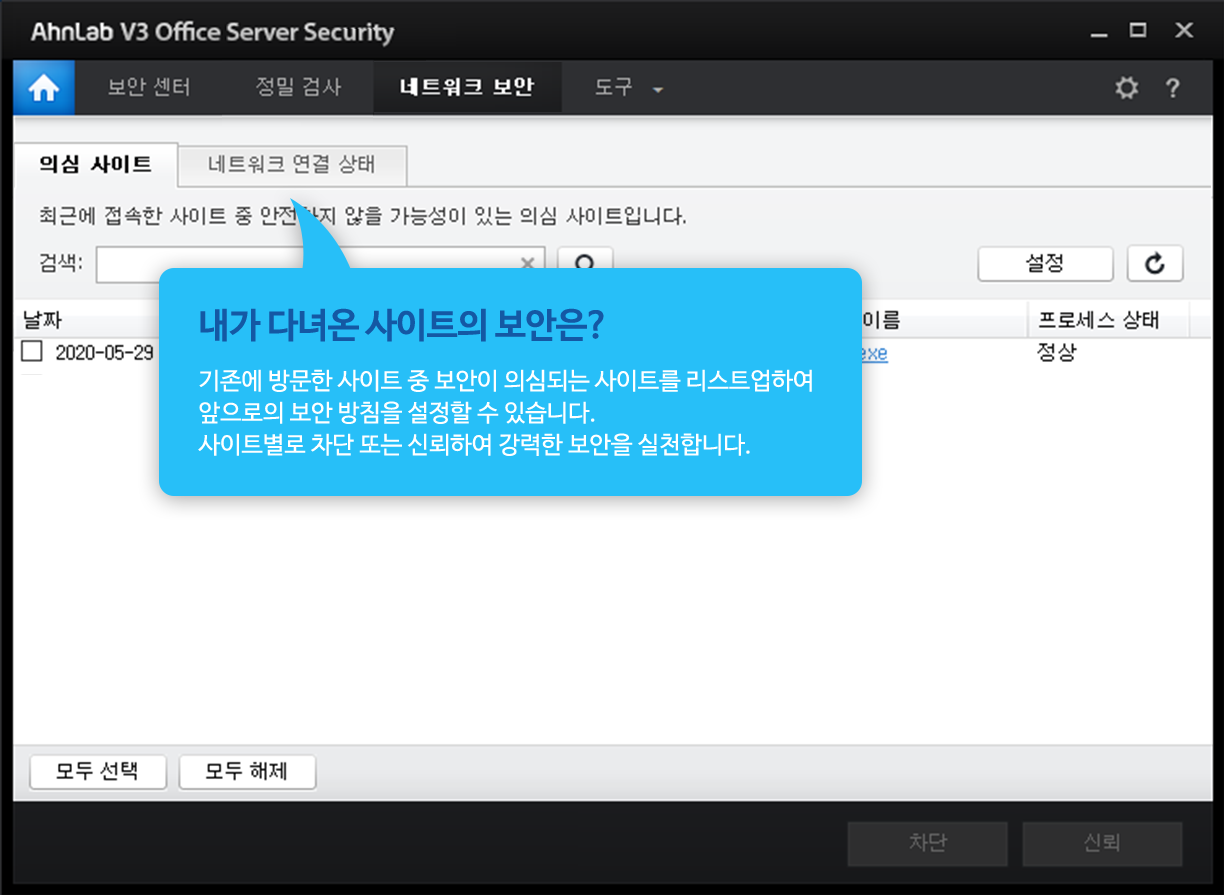 AhnLab V3 Office Server Security
보안 센터 정밀 검사 네트워크 보안 도구 ?
의심 사이트 네트워크 연결 상태
최근에 접속한 사이트 중 안전하지 않을 가능성이 있는 의심 사이트입니다.
검색: 설정
날짜 이름 프로세스 상태
2020-05-29 exe 정상
내가 다녀온 사이트의 보안은?
기존에 방문한 사이트 중 보안이 의심되는 사이트를 리스트업하여
앞으로의 보안 방침을 설정할 수 있습니다.
사이트별로 차단 또는 신뢰하여 강력한 보안을 실천합니다.
모두 선택 모두 해제
차단 신뢰